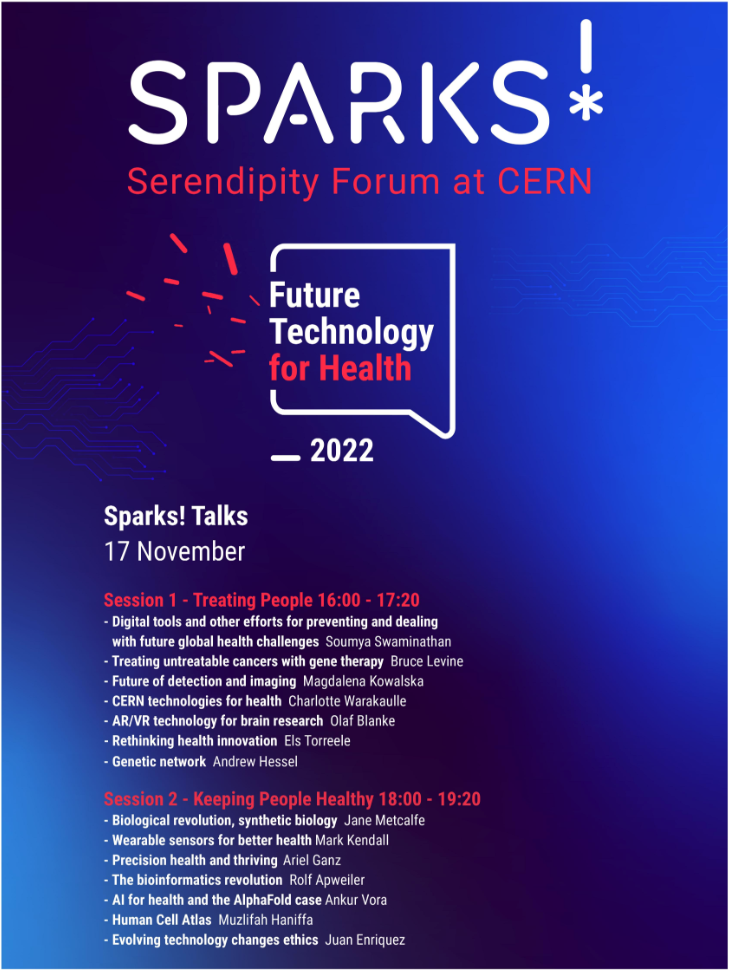 SPARKS!
Serendipity Forum at CERN
Future
Technology
for Health
2022
Sparks! Talks
17 November
Session 1 - Treating People 16:00 - 17:20
- Digital tools and other efforts for preventing and dealing
with future global health challenges Soumya Swaminathan
- Treating untreatable cancers with gene therapy Bruce Levine
- Future of detection and imaging Magdalena Kowalska
- CERN technologies for health Charlotte Warakaulle
- AR/VR technology for brain research Olaf Blanke
- Rethinking health innovation Els Torreele
- Genetic network Andrew Hessel
Session 2 - Keeping People Healthy 18:00 - 19:20
- Biological revolution, synthetic biology Jane Metcalfe
- Wearable sensors for better health Mark Kendall
- Precision health and thriving Ariel Ganz
- The bioinformatics revolution Rolf Apweiler
- AI for health and the AlphaFold case Ankur Vora
- Human Cell Atlas Muzlifah Haniffa
- Evolving technology changes ethics Juan Enriquez